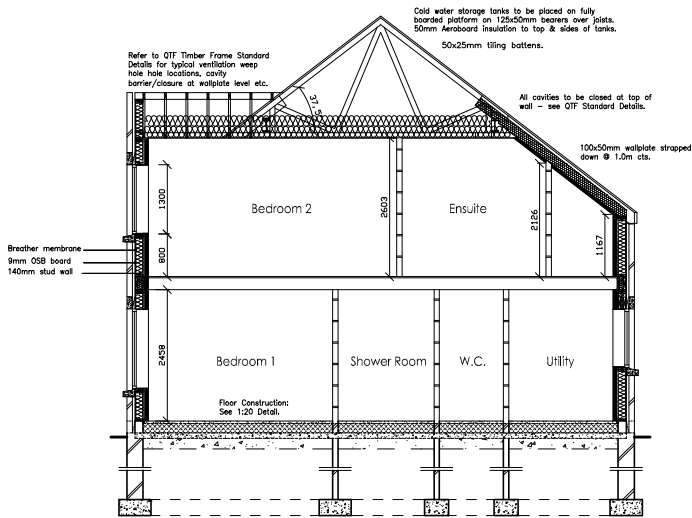 Cold water storage tanks to be placed on fully
boarded platform on 125x50mm bearers over joists.
50mm Aeroboard insulation to top & sides of tanks.
50x25mm tiling battens.
Refer to QTF Timber Frame Standard
Details for typical ventilation weep
hole hole locations, cavity
barrier/closure at wallplate level etc.
37.5
All cavities to be closed at top of
wall – see QTF Standard Details.
100x50mm wallplate strapped
down @ 1.0m cts.
1300
Bedroom 2
2603
Ensuite
2126
1167
800
Breather membrane
9mm OSB board
140mm stud wall
2458
Bedroom 1
Shower Room
W.C.
Utility
Floor Construction:
See 1:20 Detail.